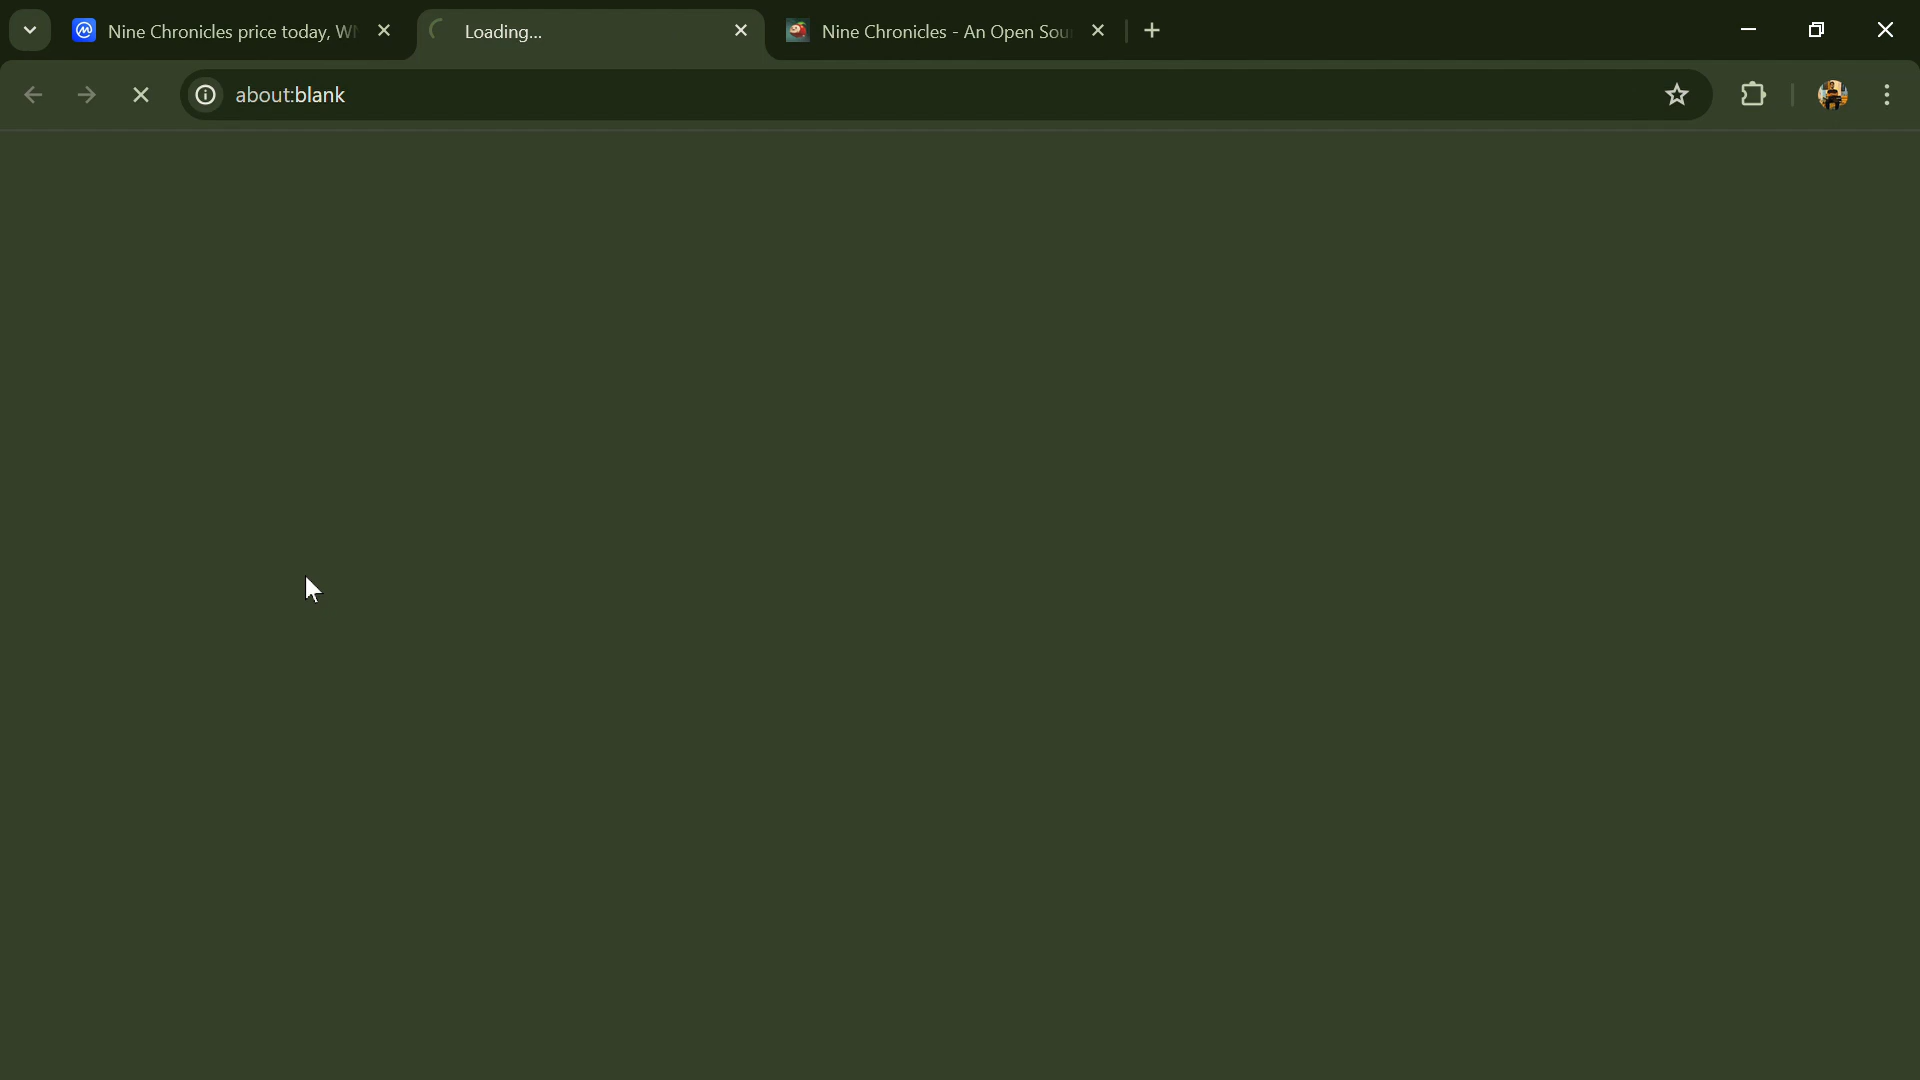 Nine Chronicles price today, W
Loading...
Nine Chronicles - An Open Sou
about:blank